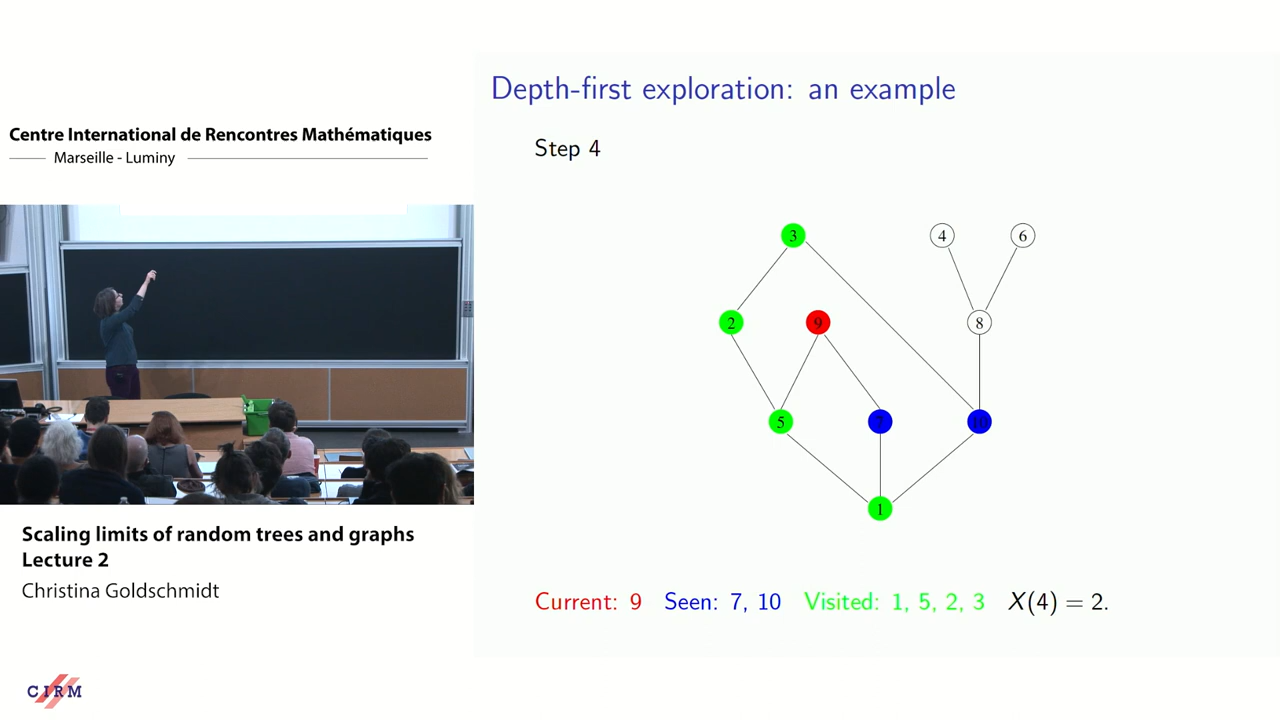 Centre International de Rencontres Mathématiques
Marseille - Luminy
Scaling limits of random trees and graphs
Lecture 2
Christina Goldschmidt
CIRM
Depth-first exploration: an example
Step 4
3 4 6
2 9 8
5 7 10
1
Current: 9 Seen: 7, 10 Visited: 1, 5, 2, 3 X(4) = 2.